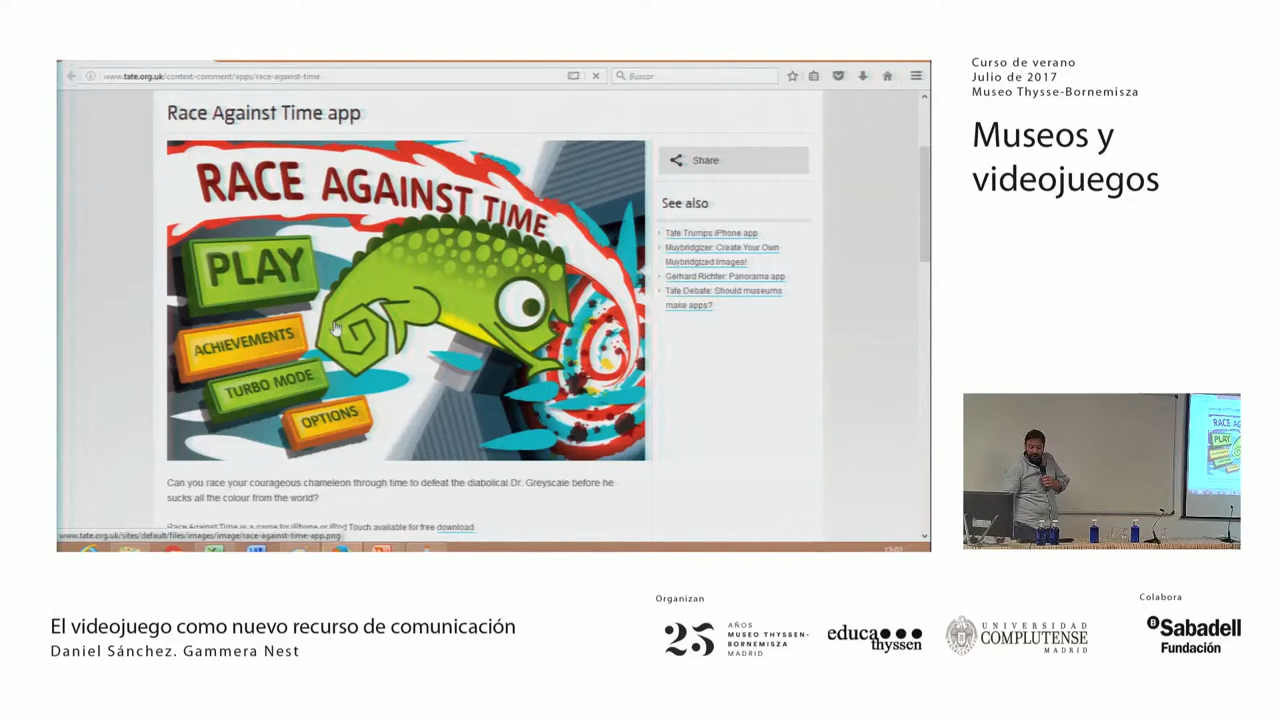 www.tate.org.uk/context-comment/apps/race-against-time
Buscar
Race Against Time app
RACE AGAINST TIME
PLAY
ACHIEVEMENTS
TURBO MODE
OPTIONS
Share
See also
Tate Trumps iPhone app
Muybridgizer: Create Your Own
Muybridgized Images!
Gerhard Richter: Panorama app
Tate Debate: Should museums
make apps?
Can you race your courageous chameleon through time to defeat the diabolical Dr. Greyscale before he
sucks all the colour from the world?
Race Against Time is a game for iPhone or iPod Touch available for free download.
www.tate.org.uk/sites/default/files/images/image/race-against-time-app.png
Curso de verano
Julio de 2017
Museo Thysse-Bornemisza
Museos y
videojuegos
RACE AG
PLAY
El videojuego como nuevo recurso de comunicación
Daniel Sánchez. Gammera Nest
Organizan
25
AÑOS
MUSEO THYSSEN-
BORNEMISZA
MADRID
educa
thyssen
UNIVERSIDAD
COMPLUTENSE
MADRID
Colabora
B Sabadell
Fundación